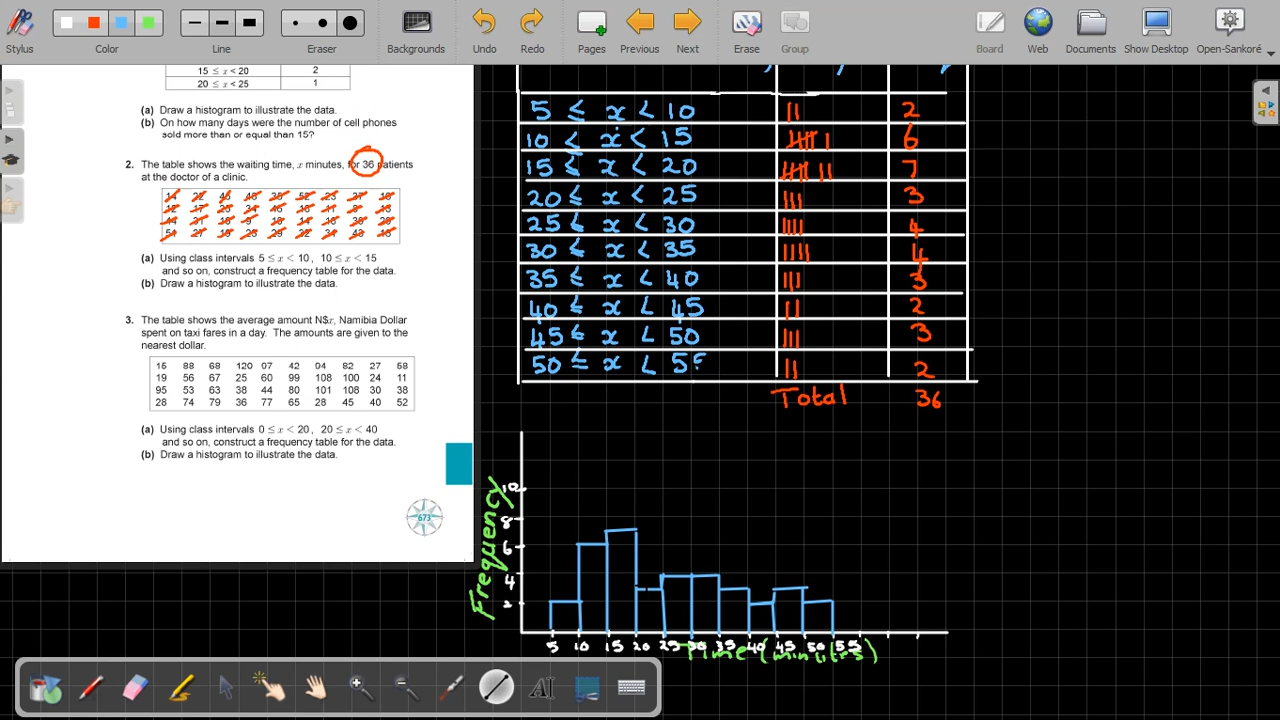 Stylus
Color
Line
Eraser
Backgrounds
Undo
Redo
Pages
Previous
Next
Erase
Group
Board
Web
Documents
Show Desktop
Open-Sankoré
15 ≤ x < 20 2
20 ≤ x < 25 1
(a) Draw a histogram to illustrate the data.
(b) On how many days were the number of cell phones
sold more than or equal than 15?
2. The table shows the waiting time, x minutes, for 36 patients
at the doctor of a clinic.
(a) Using class intervals 5 ≤ x < 10, 10 ≤ x < 15
and so on, construct a frequency table for the data.
(b) Draw a histogram to illustrate the data.
3. The table shows the average amount N$x, Namibia Dollar
spent on taxi fares in a day. The amounts are given to the
nearest dollar.
16 88 68 120 07 42 04 82 27 68
19 56 67 25 60 99 108 100 24 11
95 53 63 38 44 80 101 108 30 38
28 74 79 36 77 65 28 45 40 52
(a) Using class intervals 0 ≤ x < 20, 20 ≤ x < 40
and so on, construct a frequency table for the data.
(b) Draw a histogram to illustrate the data.
673
5 ≤ x < 10 2
10 ≤ x < 15 6
15 ≤ x < 20 7
20 ≤ x < 25 3
25 ≤ x < 30 4
30 ≤ x < 35 4
35 ≤ x < 40 3
40 ≤ x < 45 2
45 ≤ x < 50 3
50 ≤ x < 55 2
Total 36
Frequency
10
8
6
4
2
5 10 15 20 25 30 35 40 45 50 55
Time (minutes)